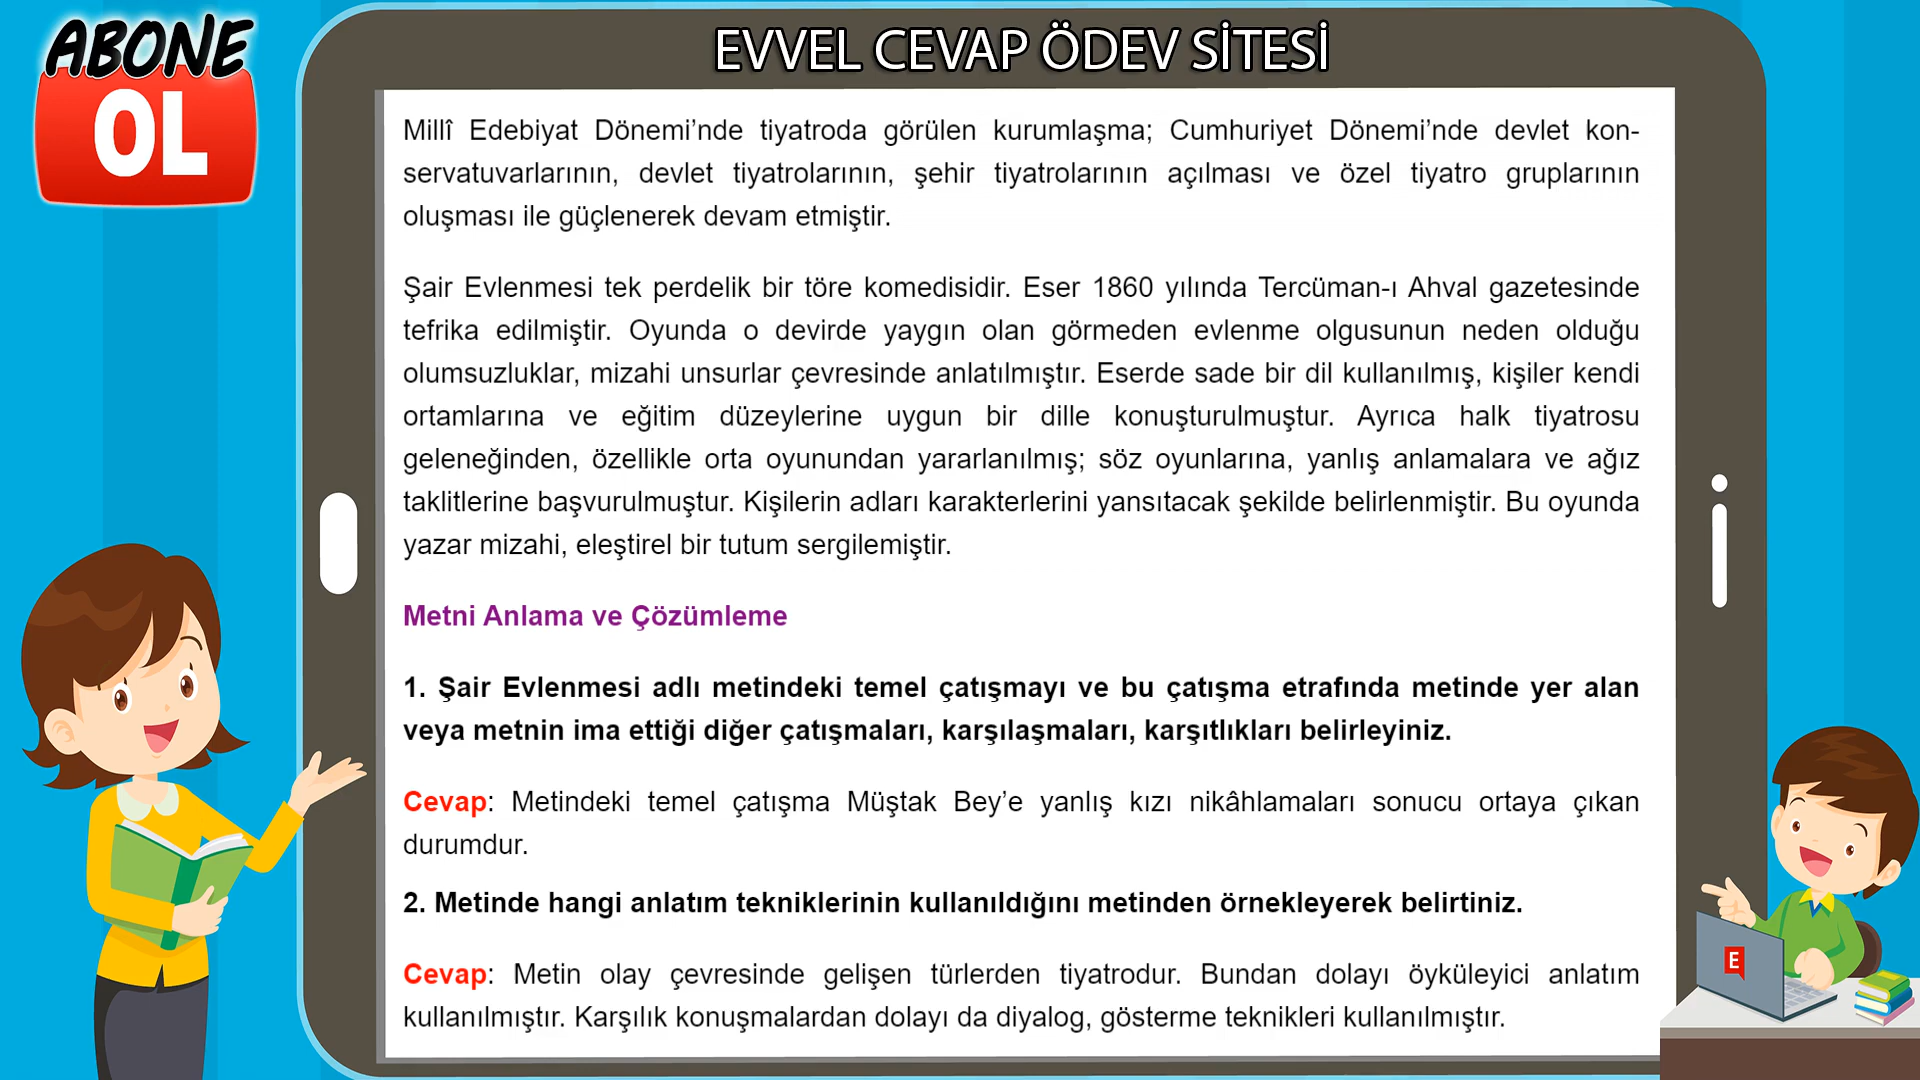 ABONE
OL
EVVEL CEVAP ÖDEV SİTESİ
Millî Edebiyat Dönemi’nde tiyatroda görülen kurumlaşma; Cumhuriyet Dönemi’nde devlet kon-
servatuvarlarının, devlet tiyatrolarının, şehir tiyatrolarının açılması ve özel tiyatro gruplarının
oluşması ile güçlenerek devam etmiştir.
Şair Evlenmesi tek perdelik bir töre komedisidir. Eser 1860 yılında Tercüman-ı Ahval gazetesinde
tefrika edilmiştir. Oyunda o devirde yaygın olan görmeden evlenme olgusunun neden olduğu
olumsuzluklar, mizahi unsurlar çevresinde anlatılmıştır. Eserde sade bir dil kullanılmış, kişiler kendi
ortamlarına ve eğitim düzeylerine uygun bir dille konuşturulmuştur. Ayrıca halk tiyatrosu
geleneğinden, özellikle orta oyunundan yararlanılmış; söz oyunlarına, yanlış anlamalara ve ağız
taklitlerine başvurulmuştur. Kişilerin adları karakterlerini yansıtacak şekilde belirlenmiştir. Bu oyunda
yazar mizahi, eleştirel bir tutum sergilemiştir.
Metni Anlama ve Çözümleme
1. Şair Evlenmesi adlı metindeki temel çatışmayı ve bu çatışma etrafında metinde yer alan
veya metnin ima ettiği diğer çatışmaları, karşılaşmaları, karşıtlıkları belirleyiniz.
Cevap: Metindeki temel çatışma Müştak Bey’e yanlış kızı nikâhlamaları sonucu ortaya çıkan
durumdur.
2. Metinde hangi anlatım tekniklerinin kullanıldığını metinden örnekleyerek belirtiniz.
Cevap: Metin olay çevresinde gelişen türlerden tiyatrodur. Bundan dolayı öyküleyici anlatım
kullanılmıştır. Karşılık konuşmalardan dolayı da diyalog, gösterme teknikleri kullanılmıştır.
E